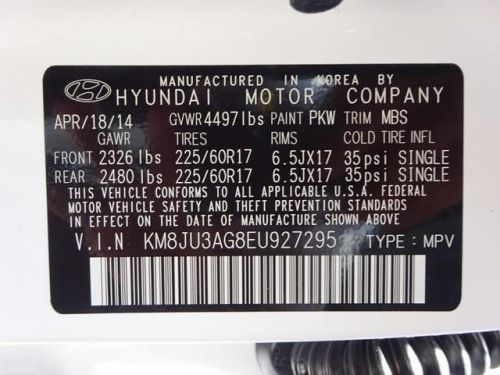 MANUFACTURED IN KOREA BY
HYUNDAI MOTOR COMPANY
APR/18/14 GVWR 4497lbs PAINT PKW TRIM MBS
GAWR TIRES RIMS COLD TIRE INFL
FRONT 2326 lbs 225/60R17 6.5JX17 35psi SINGLE
REAR 2480 lbs 225/60R17 6.5JX17 35psi SINGLE
THIS VEHICLE CONFORMS TO ALL APPLICABLE U.S.A. FEDERAL
MOTOR VEHICLE SAFETY AND THEFT PREVENTION STANDARDS
IN EFFECT ON THE DATE OF MANUFACTURE SHOWN ABOVE.
V.I.N KM8JU3AG8EU927295 TYPE : MPV